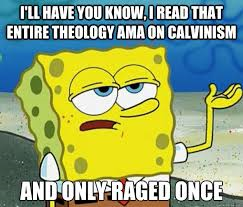 I'LL HAVE YOU KNOW, I READ THAT
ENTIRE THEOLOGY AMA ON CALVINISM
AND ONLY RAGED ONCE